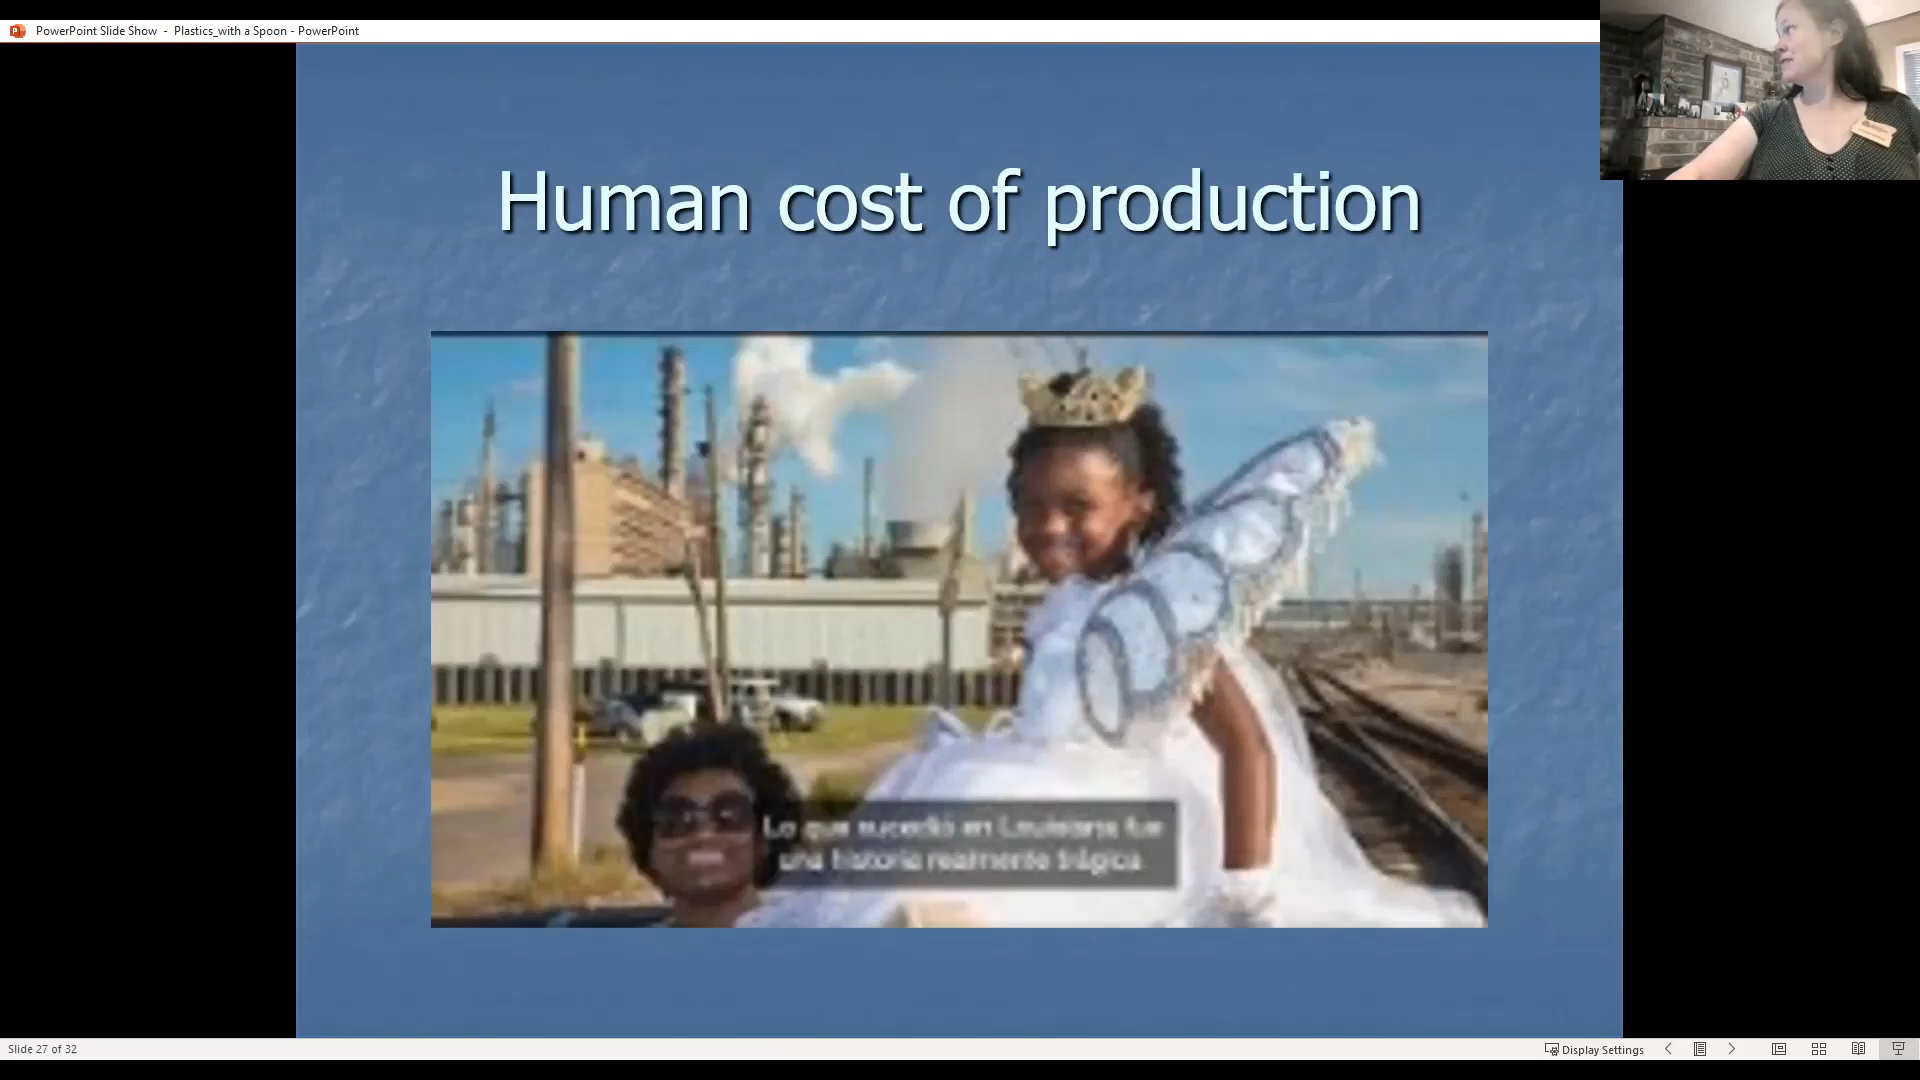 PowerPoint Slide Show - Plastics_with a Spoon - PowerPoint
Human cost of production
Lo que sucedió en Louisiana fue
una historia realmente trágica
Slide 27 of 32
Display Settings